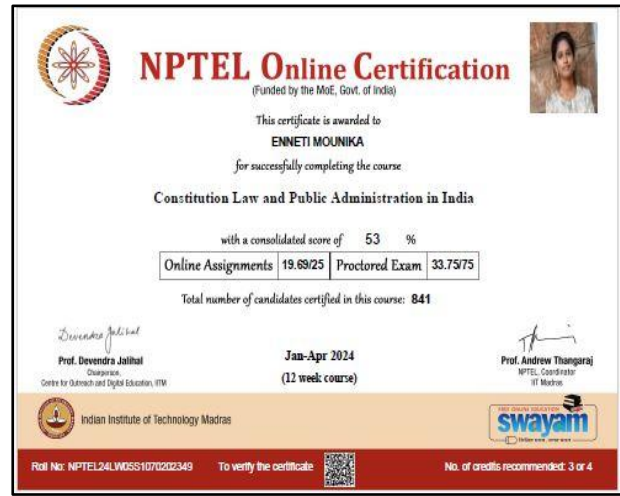 NPTEL Online Certification
(Funded by the MoE, Govt. of India)
This certificate is awarded to
ENNETI MOUNIKA
for successfully completing the course
Constitution Law and Public Administration in India
with a consolidated score of 53 %
Online Assignments 19.69/25 Proctored Exam 33.75/75
Total number of candidates certified in this course: 841
Devendra Jalihal
Prof. Devendra Jalihal
Chairperson,
Centre for Outreach and Digital Education, IITM
Jan-Apr 2024
(12 week course)
Prof. Andrew Thangaraj
NPTEL, Coordinator
IIT Madras
Indian Institute of Technology Madras
FREE ONLINE EDUCATION
swayam
Roll No: NPTEL24LW05S1070202349
To verify the certificate
No. of credits recommended: 3 or 4